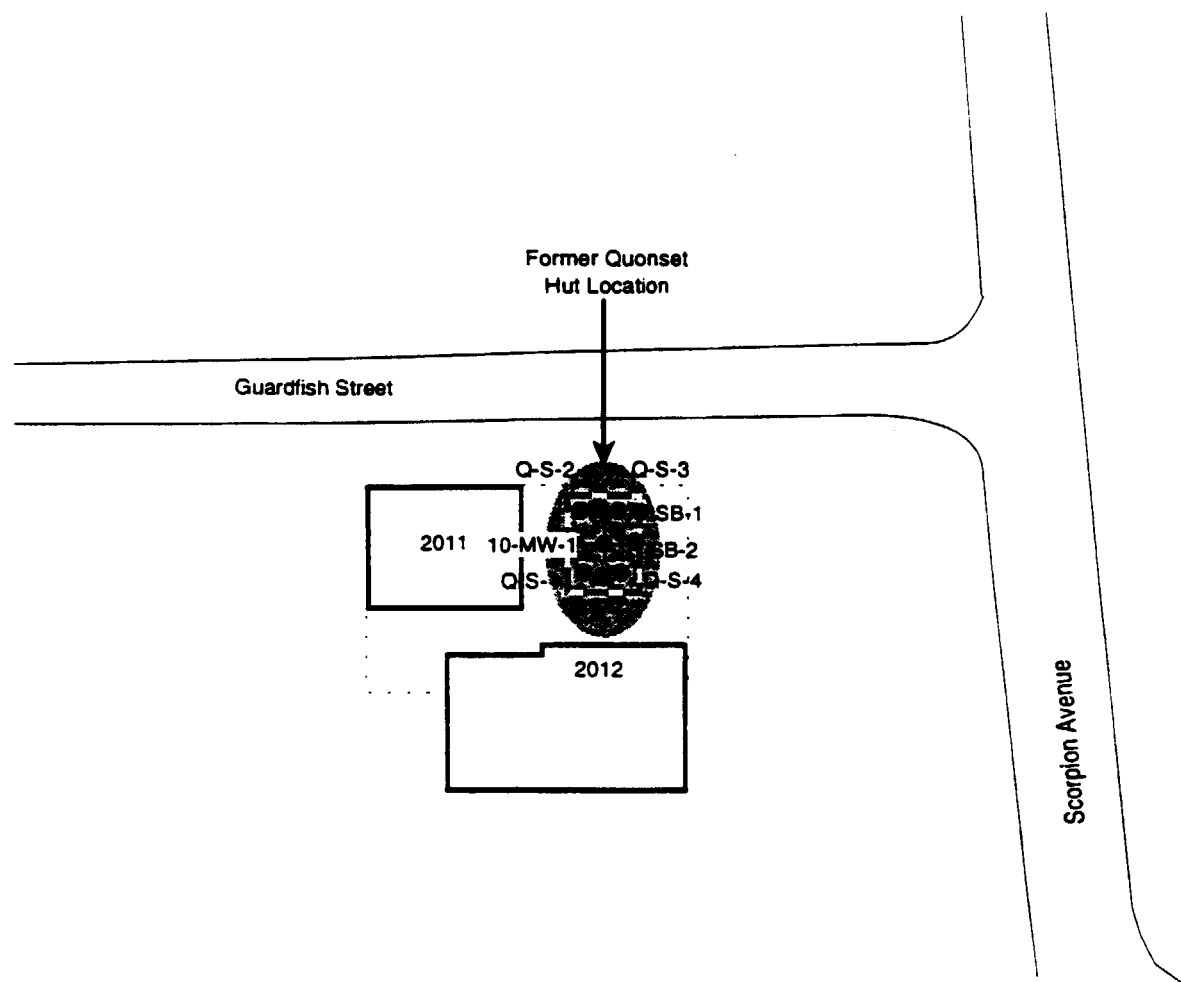 Former Quonset
Hut Location
Guardfish Street
Q-S-2
Q-S-3
SB-1
2011
10-MW-1
SB-2
Q-S-
Q-S-4
2012
Scorpion Avenue